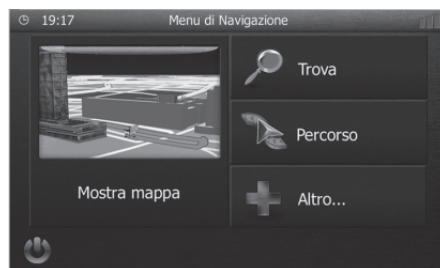 19:17 Menu di Navigazione
Trova
Percorso
Mostra mappa
Altro...